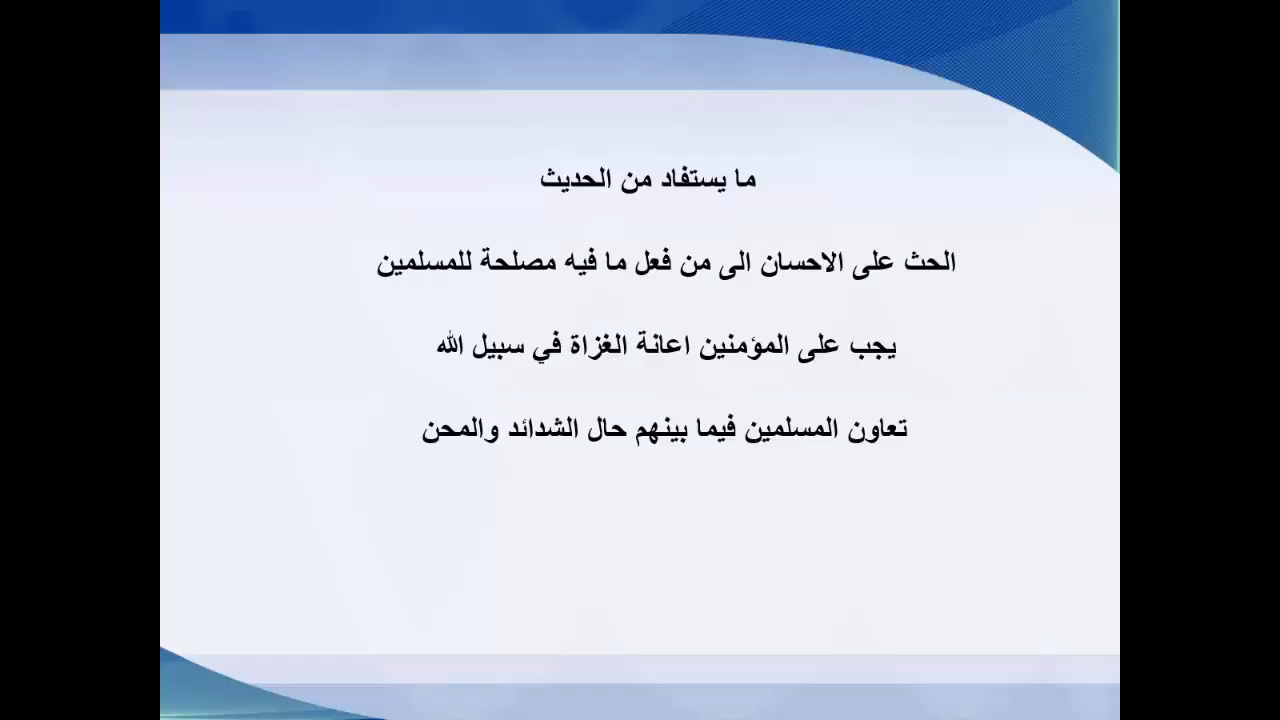 ما يستفاد من الحديث
الحث على الاحسان الى من فعل ما فيه مصلحة للمسلمين
يجب على المؤمنين اعانة الغزاة في سبيل الله
تعاون المسلمين فيما بينهم حال الشدائد والمحن